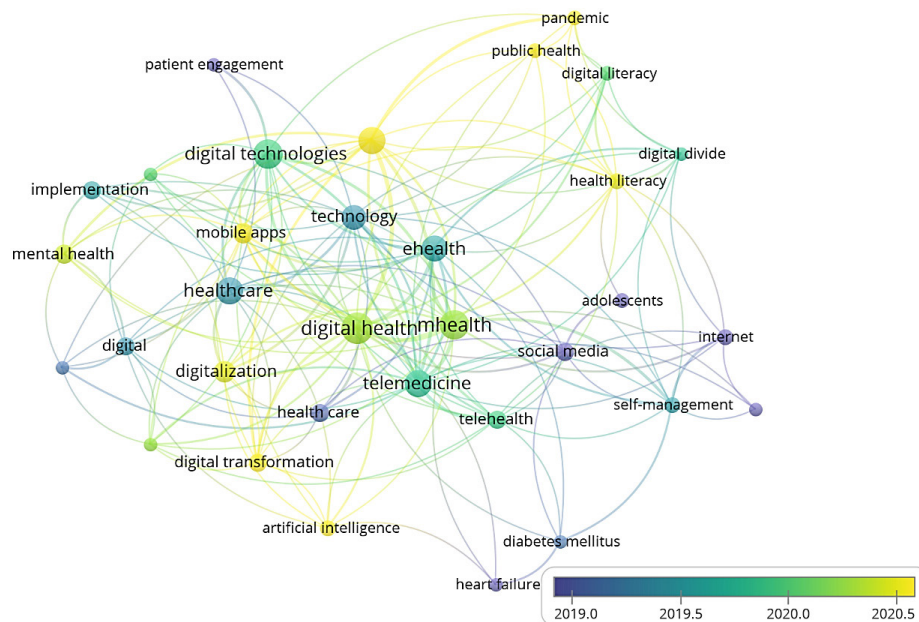 pandemic
public health
digital literacy
patient engagement
digital technologies
digital divide
health literacy
implementation
technology
mobile apps
ehealth
mental health
healthcare
adolescents
digital health
mhealth
internet
digital
social media
digitalization
telemedicine
self-management
health care
telehealth
digital transformation
artificial intelligence
diabetes mellitus
heart failure
2019.0 2019.5 2020.0 2020.5